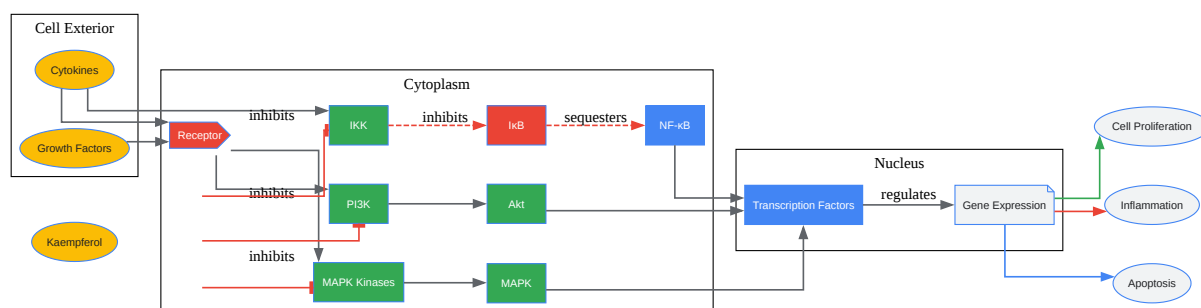 Cell Exterior
Cytokines
Growth Factors
Kaempferol
Cytoplasm
Receptor
inhibits
IKK
inhibits
IκB
sequesters
NF-κB
inhibits
PI3K
Akt
inhibits
MAPK Kinases
MAPK
Nucleus
Transcription Factors
regulates
Gene Expression
Cell Proliferation
Inflammation
Apoptosis